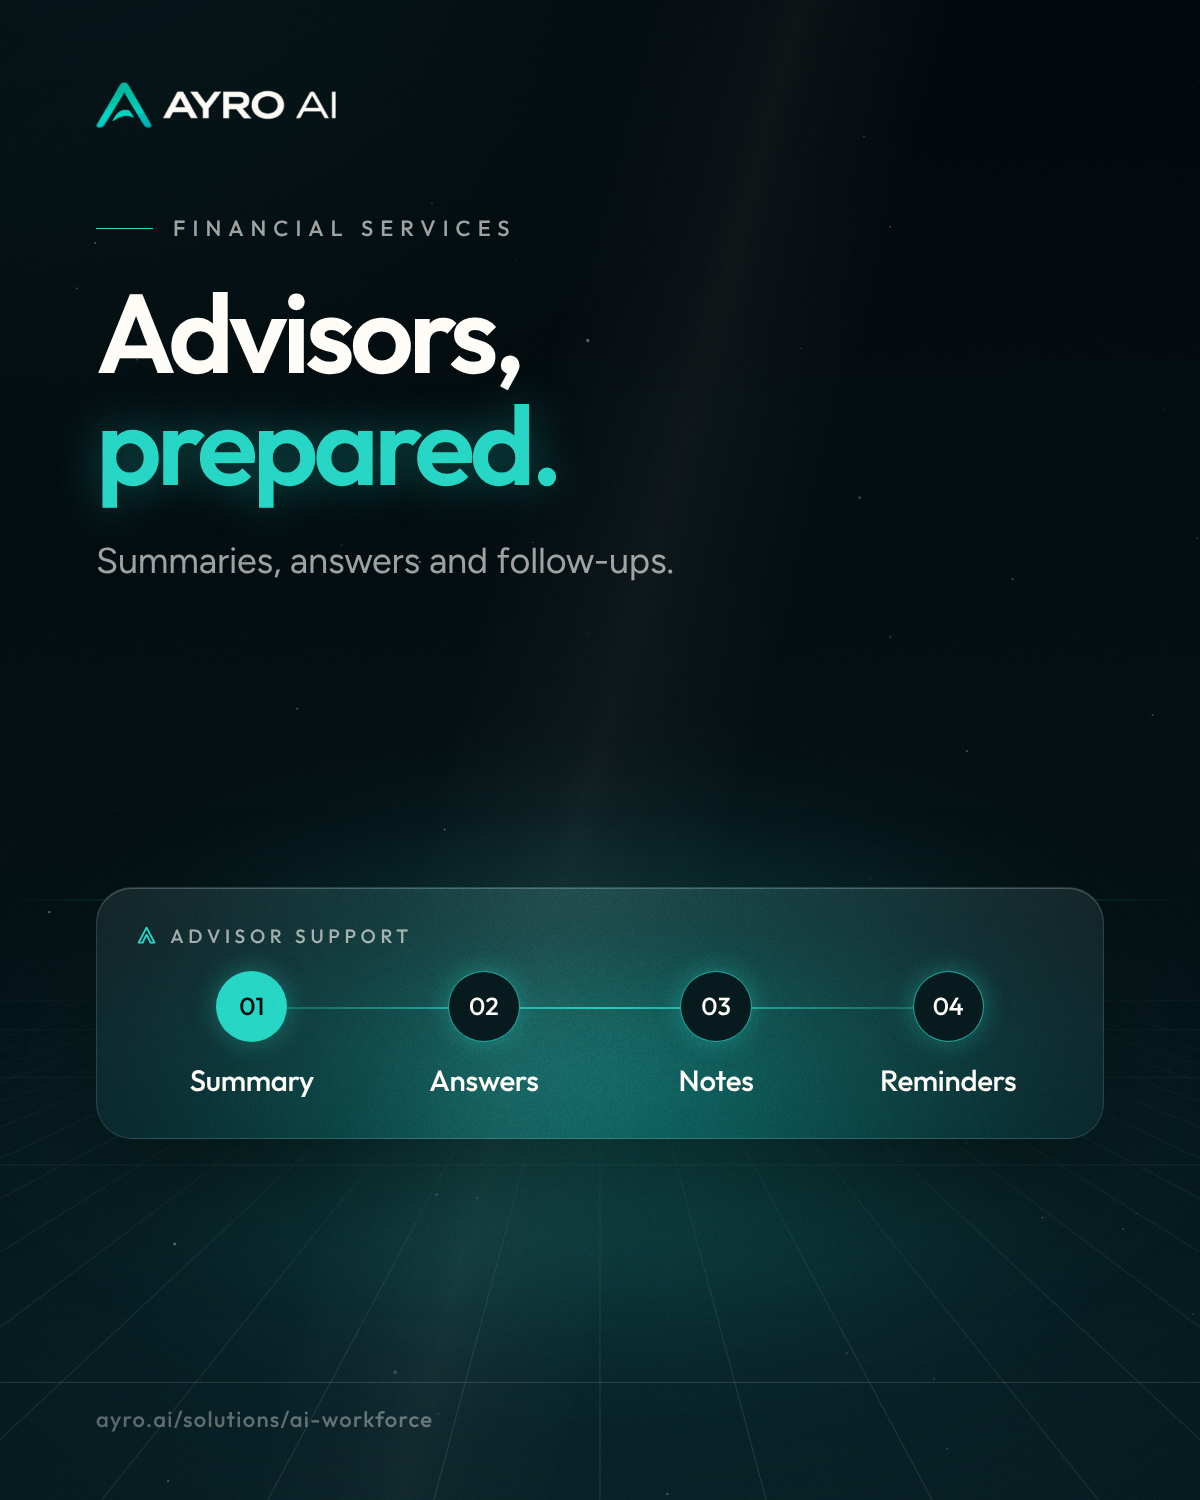 AYRO AI
FINANCIAL SERVICES
Advisors,
prepared.
Summaries, answers and follow-ups.
ADVISOR SUPPORT
01 02 03 04
Summary Answers Notes Reminders
ayro.ai/solutions/ai-workforce